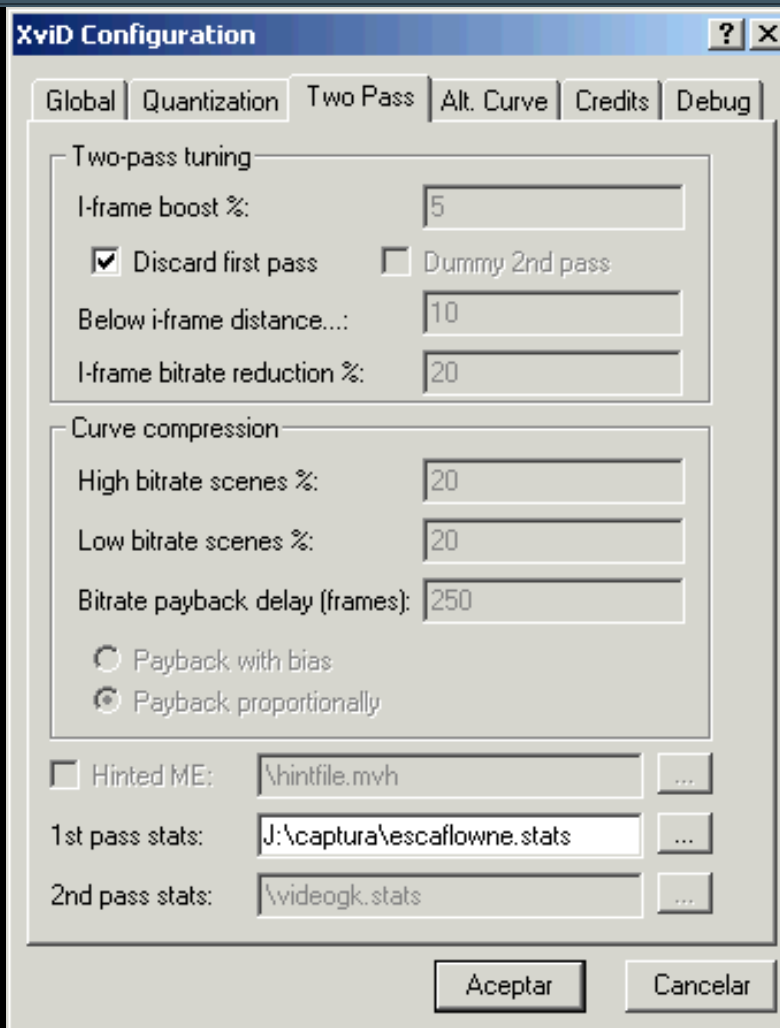 XviD Configuration
Global Quantization Two Pass Alt. Curve Credits Debug
Two-pass tuning
I-frame boost %: 5
Discard first pass Dummy 2nd pass
Below i-frame distance...: 10
I-frame bitrate reduction %: 20
Curve compression
High bitrate scenes %: 20
Low bitrate scenes %: 20
Bitrate payback delay (frames): 250
Payback with bias
Payback proportionally
Hinted ME: \hintfile.mvh ...
1st pass stats: J:\captura\escaflowne.stats ...
2nd pass stats: \videogk.stats ...
Aceptar Cancelar